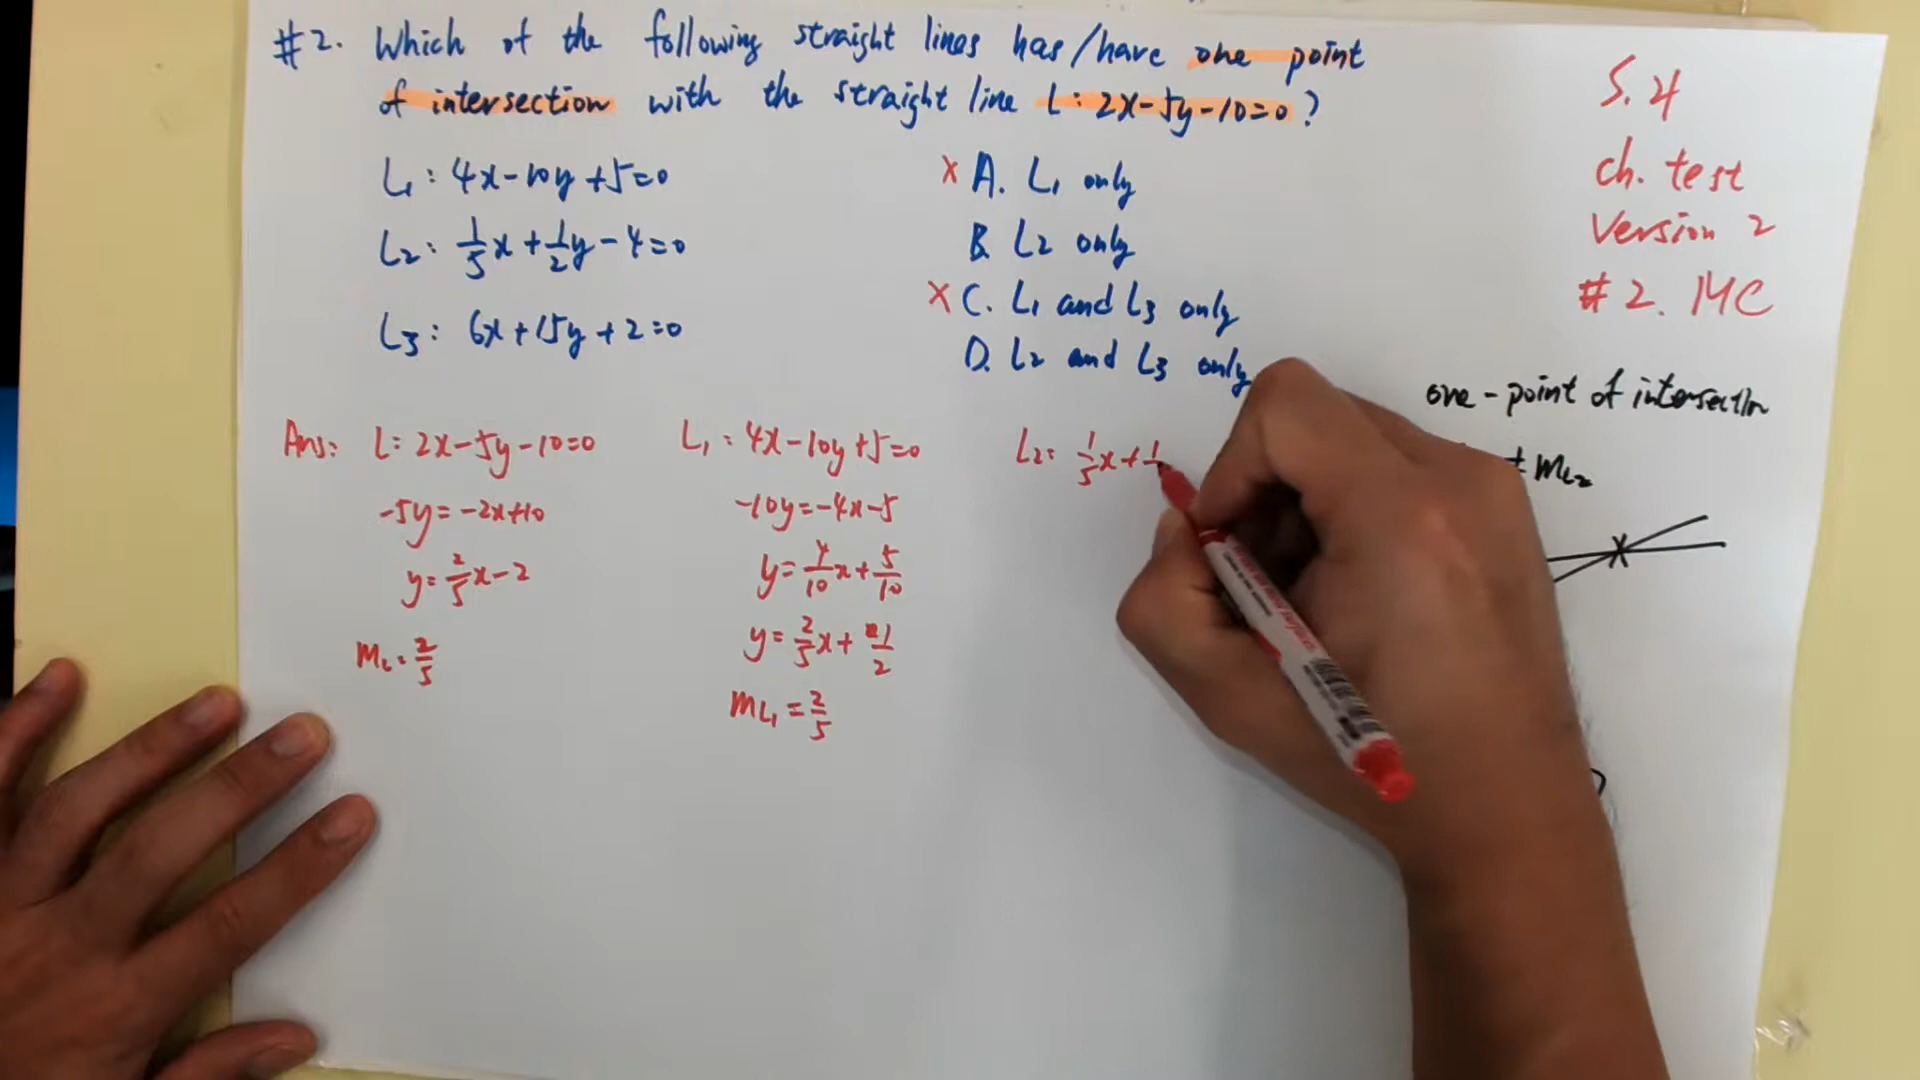 #2. Which of the following straight lines has/have one point
of intersection with the straight line L: 2x-5y-10=0?
L₁: 4x-10y+5=0
L₂: 1/5x+1/2y-4=0
L₃: 6x+15y+2=0
x A. L₁ only
B. L₂ only
x C. L₁ and L₃ only
D. L₂ and L₃ only
S.4
ch. test
Version 2
#2. MC
one-point of intersection
≠ mL₂
Ans: L: 2x-5y-10=0
-5y=-2x+10
y=2/5x-2
mL=2/5
L₁: 4x-10y+5=0
-10y=-4x-5
y=4/10x+5/10
y=2/5x+1/2
mL₁=2/5
L₂: 1/5x+1